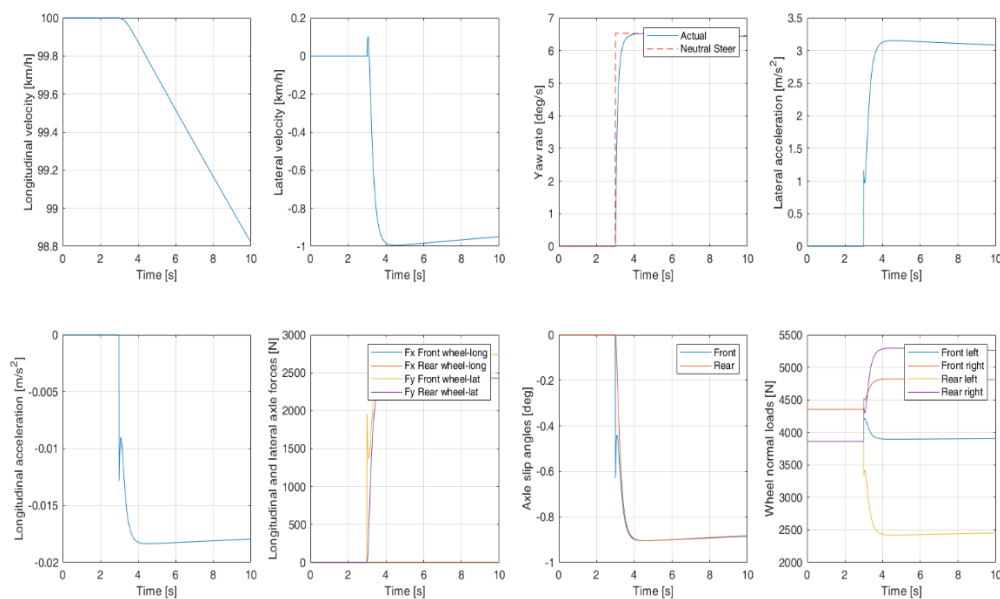 Longitudinal velocity [km/h]
100
99.8
99.6
99.4
99.2
99
98.8
0 2 4 6 8 10
Time [s]
Lateral velocity [km/h]
0.4
0.2
0
-0.2
-0.4
-0.6
-0.8
-1
0 2 4 6 8 10
Time [s]
Yaw rate [deg/s]
7
6
5
4
3
2
1
0
0 2 4 6 8 10
Time [s]
Actual
Neutral Steer
Lateral acceleration [m/s²]
3.5
3
2.5
2
1.5
1
0.5
0
0 2 4 6 8 10
Time [s]
Longitudinal acceleration [m/s²]
0
-0.005
-0.01
-0.015
-0.02
0 2 4 6 8 10
Time [s]
Longitudinal and lateral axle forces [N]
3000
2500
2000
1500
1000
500
0
0 2 4 6 8 10
Time [s]
Fx Front wheel-long
Fx Rear wheel-long
Fy Front wheel-lat
Fy Rear wheel-lat
Axle slip angles [deg]
0
-0.2
-0.4
-0.6
-0.8
-1
0 2 4 6 8 10
Time [s]
Front
Rear
Wheel normal loads [N]
5500
5000
4500
4000
3500
3000
2500
2000
0 2 4 6 8 10
Time [s]
Front left
Front right
Rear left
Rear right